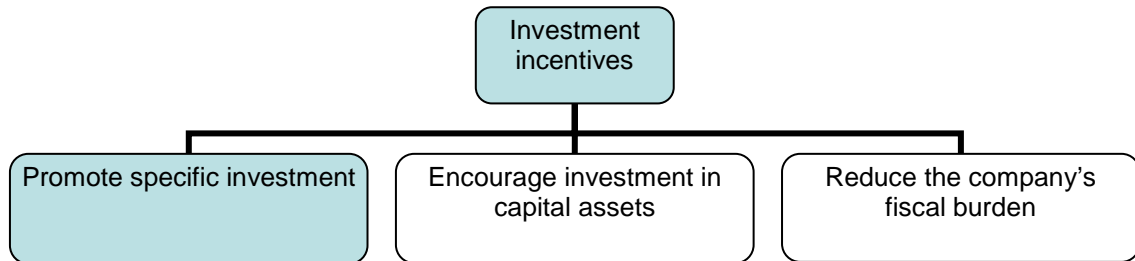 Investment
incentives
Promote specific investment
Encourage investment in
capital assets
Reduce the company's
fiscal burden